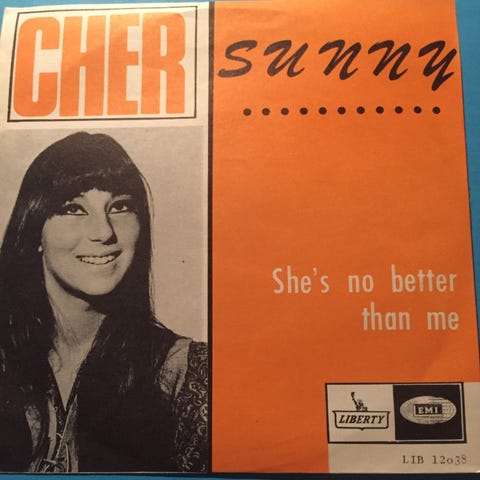 CHER
SUNNY
She's no better
than me
LIBERTY
EMI
LIB 12038